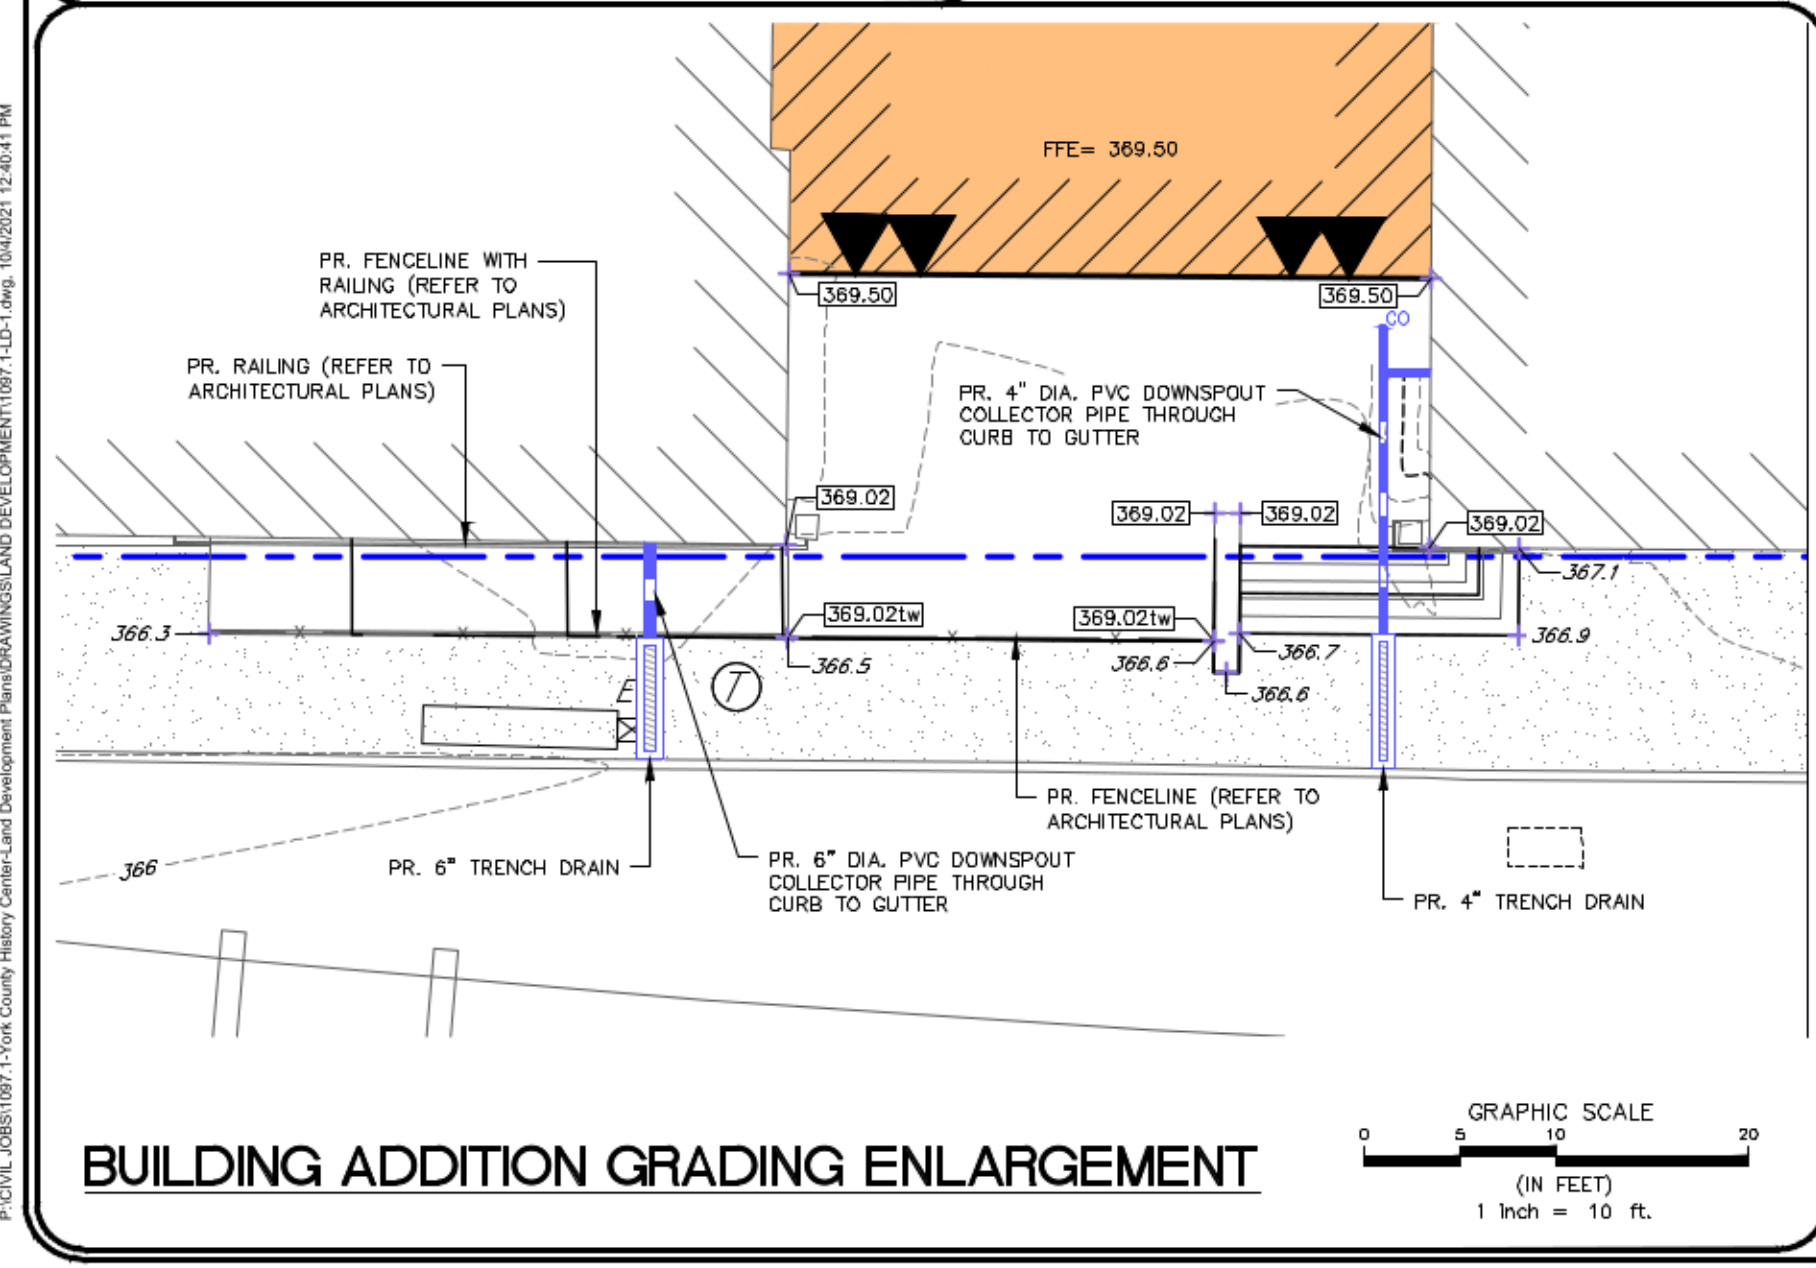 P:\CIVIL JOBS\1097.1-York County History Center-Land Development Plans\DRAWINGS\LAND DEVELOPMENT\1097.1-LD-1.dwg, 10/4/2021 12:40:41 PM
FFE= 369.50
PR. FENCELINE WITH
RAILING (REFER TO
ARCHITECTURAL PLANS)
369.50
369.50
CO
PR. RAILING (REFER TO
ARCHITECTURAL PLANS)
PR. 4" DIA. PVC DOWNSPOUT
COLLECTOR PIPE THROUGH
CURB TO GUTTER
369.02
369.02
369.02
369.02
367.1
369.02tw
369.02tw
366.3
366.9
366.5
366.6
366.7
E
T
366.6
PR. FENCELINE (REFER TO
ARCHITECTURAL PLANS)
366
PR. 6" TRENCH DRAIN
PR. 6" DIA. PVC DOWNSPOUT
COLLECTOR PIPE THROUGH
CURB TO GUTTER
PR. 4" TRENCH DRAIN
BUILDING ADDITION GRADING ENLARGEMENT
GRAPHIC SCALE
0 5 10 20
(IN FEET)
1 inch = 10 ft.